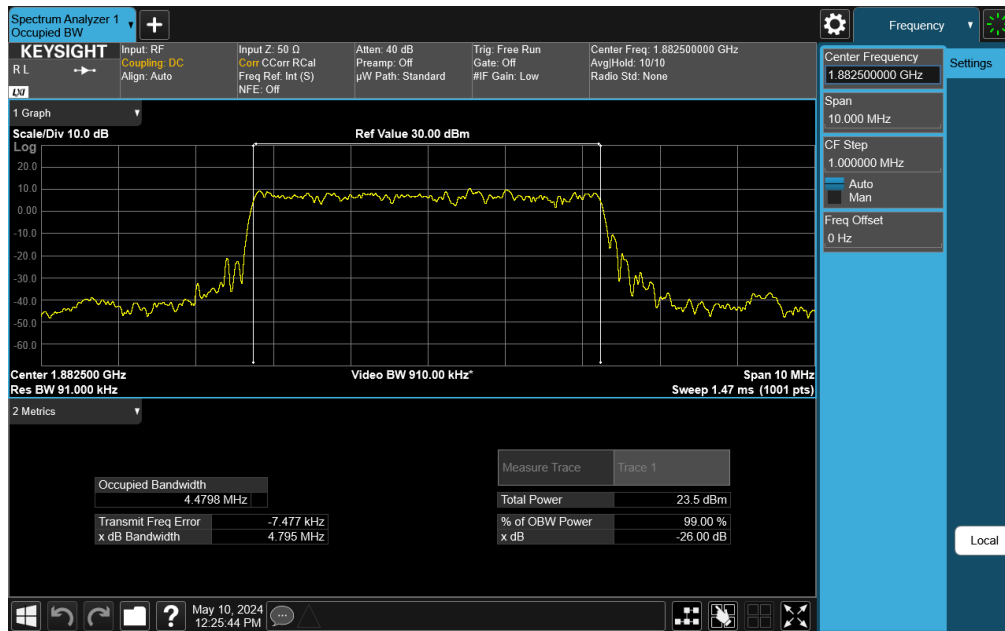 Spectrum Analyzer 1
Occupied BW
Frequency
KEYSIGHT
R L
LXI
Input: RF
Coupling: DC
Align: Auto
Input Z: 50 Ω
Corr CCorr RCal
Freq Ref: Int (S)
NFE: Off
Atten: 40 dB
Preamp: Off
µW Path: Standard
Trig: Free Run
Gate: Off
#IF Gain: Low
Center Freq: 1.882500000 GHz
Avg|Hold: 10/10
Radio Std: None
Center Frequency
1.882500000 GHz
Settings
Span
10.000 MHz
CF Step
1.000000 MHz
Auto
Man
Freq Offset
0 Hz
Local
1 Graph
Scale/Div 10.0 dB
Ref Value 30.00 dBm
Log
20.0
10.0
0.00
-10.0
-20.0
-30.0
-40.0
-50.0
-60.0
Center 1.882500 GHz
Video BW 910.00 kHz*
Span 10 MHz
Res BW 91.000 kHz
Sweep 1.47 ms (1001 pts)
2 Metrics
Measure Trace
Trace 1
Occupied Bandwidth
4.4798 MHz
Total Power
23.5 dBm
Transmit Freq Error
-7.477 kHz
% of OBW Power
99.00 %
x dB Bandwidth
4.795 MHz
x dB
-26.00 dB
?
May 10, 2024
12:25:44 PM